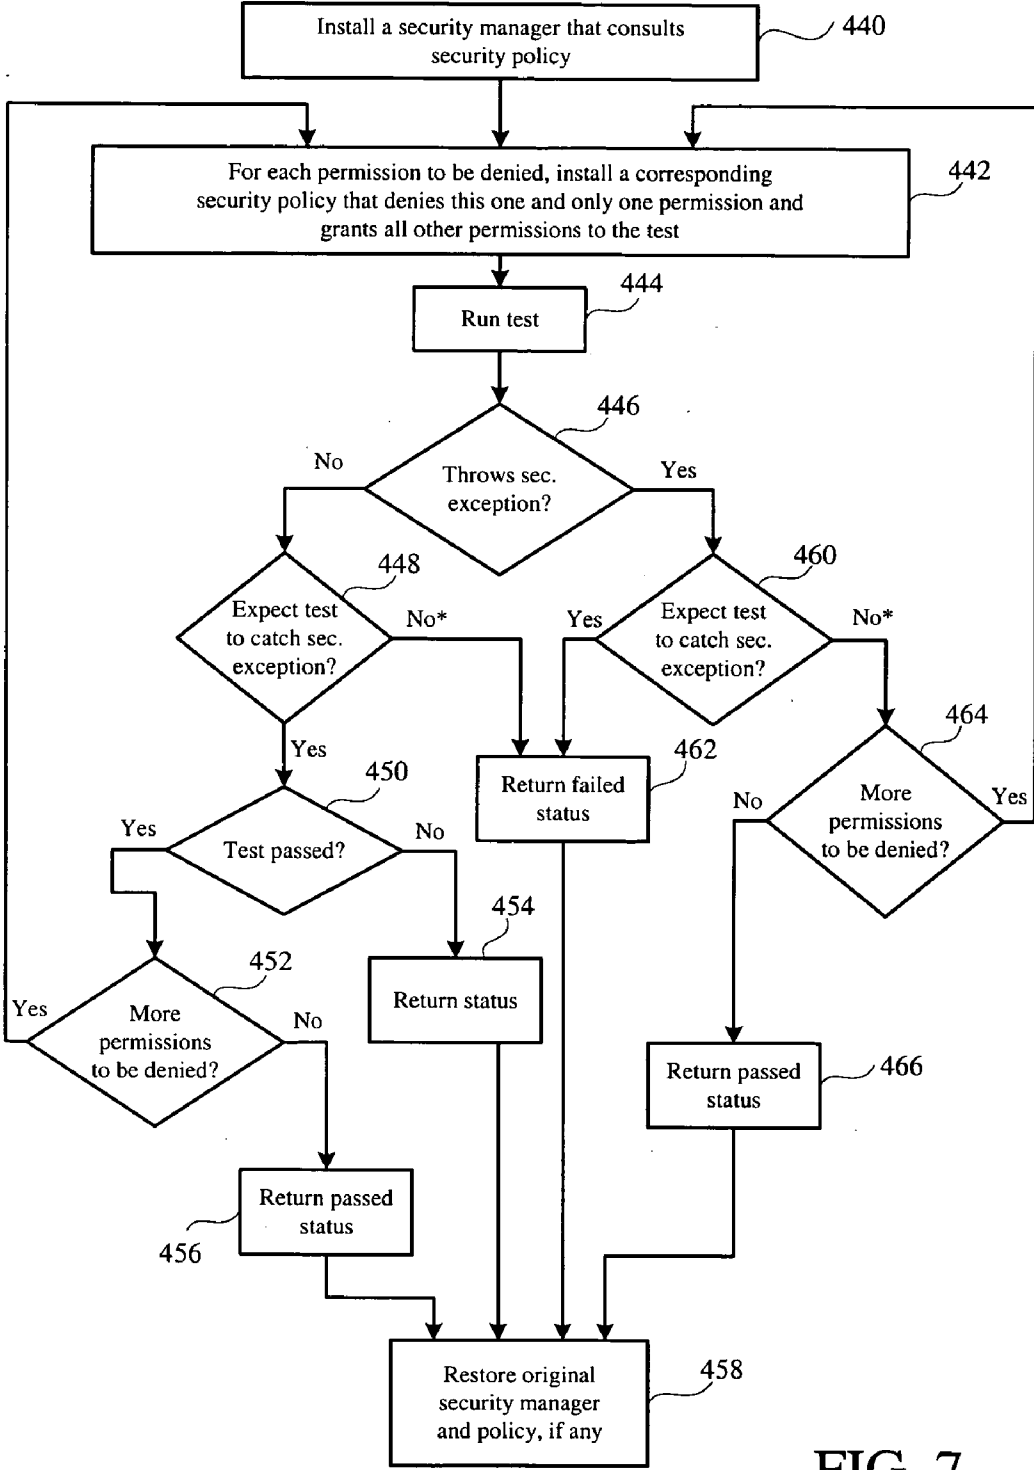 Install a security manager that consults
security policy
440
For each permission to be denied, install a corresponding
security policy that denies this one and only one permission and
grants all other permissions to the test
442
444
Run test
446
No
Throws sec.
exception?
Yes
448
460
Expect test
to catch sec.
exception?
No*
Yes
Expect test
to catch sec.
exception?
No*
464
Yes
450
462
Return failed
status
No
More
permissions
to be denied?
Yes
Yes
Test passed?
No
454
452
Return status
Yes
More
permissions
to be denied?
No
Return passed
status
466
Return passed
status
456
Restore original
security manager
and policy, if any
458
FIG. 7